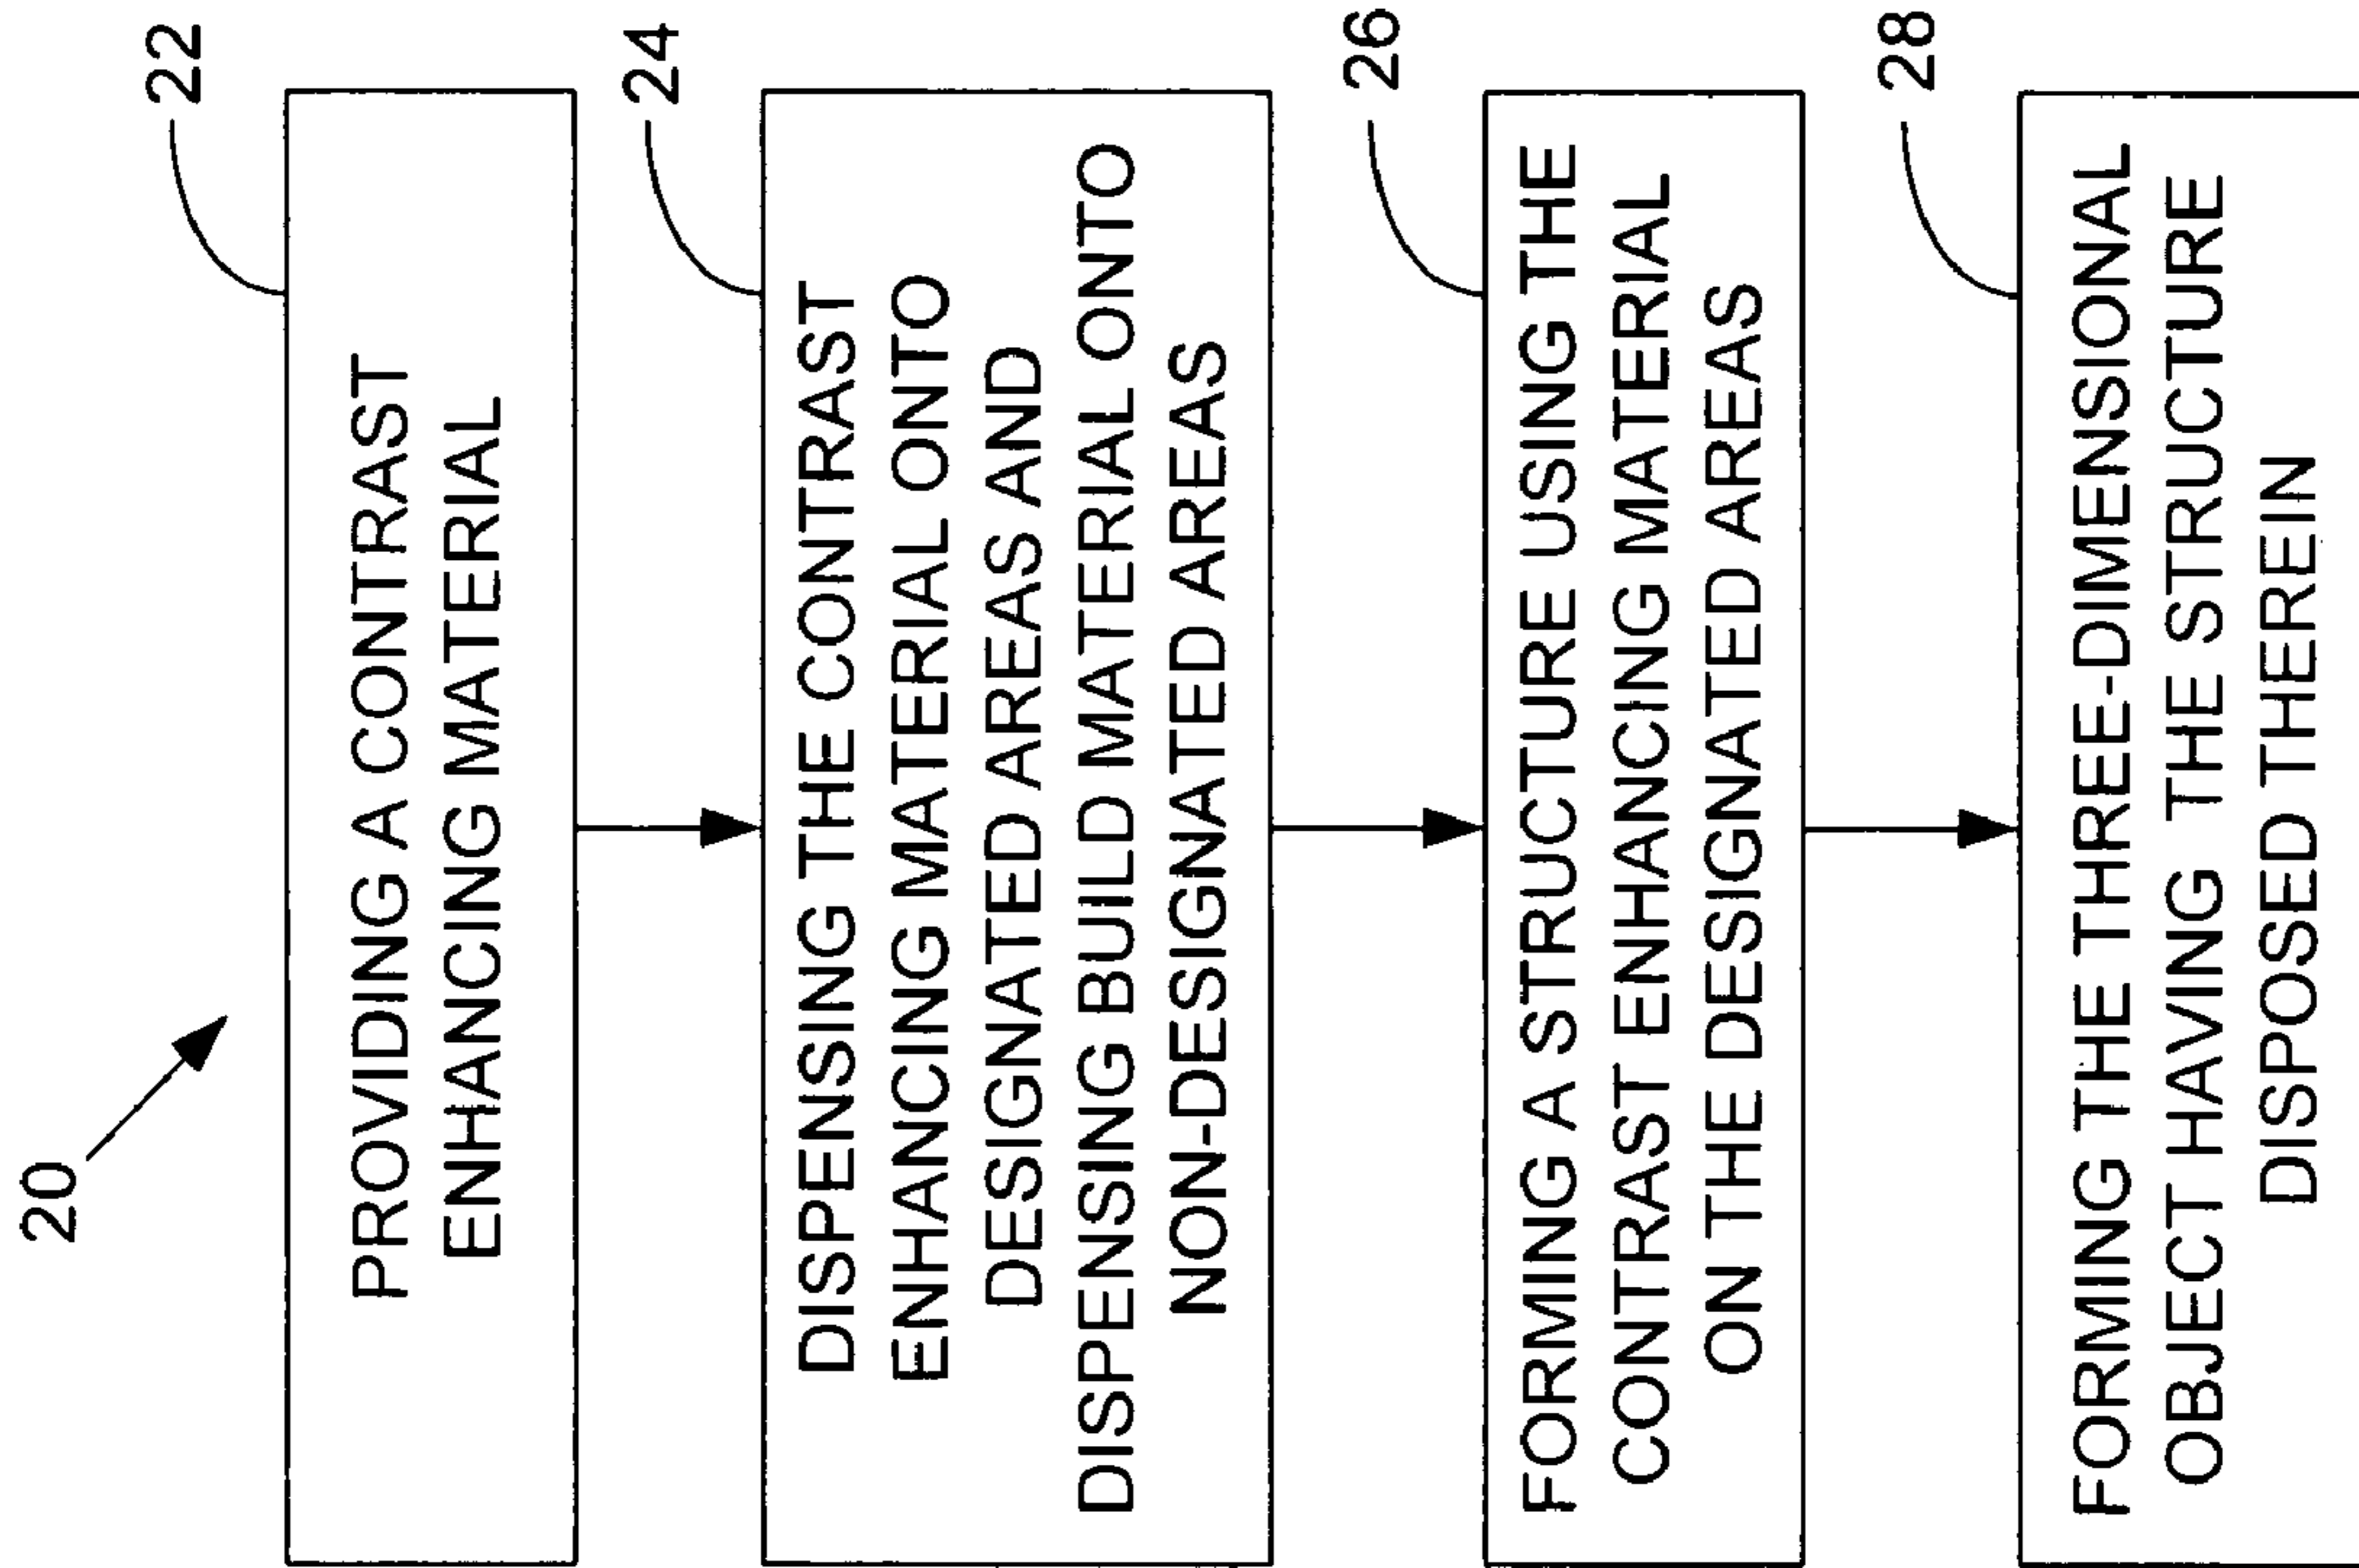 20
22
PROVIDING A CONTRAST
ENHANCING MATERIAL
24
DISPENSING THE CONTRAST
ENHANCING MATERIAL ONTO
DESIGNATED AREAS AND
DISPENSING BUILD MATERIAL ONTO
NON-DESIGNATED AREAS
26
FORMING A STRUCTURE USING THE
CONTRAST ENHANCING MATERIAL
ON THE DESIGNATED AREAS
28
FORMING THE THREE-DIMENSIONAL
OBJECT HAVING THE STRUCTURE
DISPOSED THEREIN